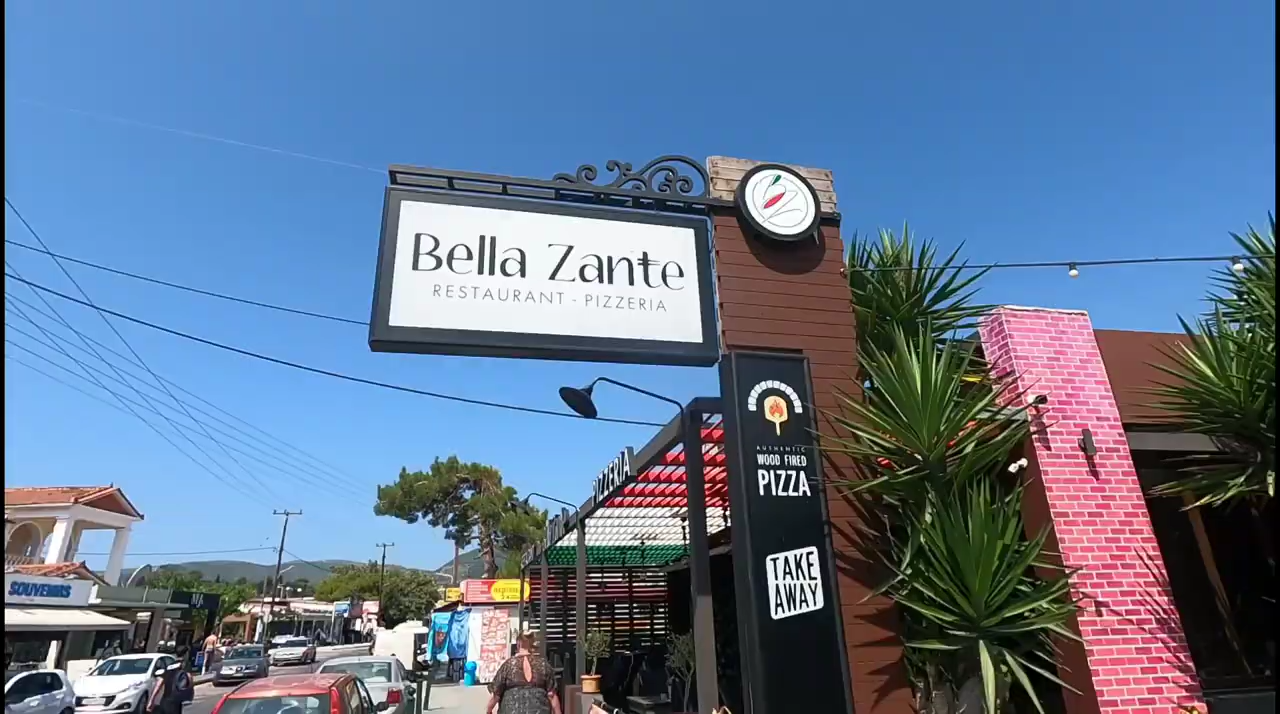 Bella Zante
RESTAURANT - PIZZERIA
AUTHENTIC
WOOD FIRED
PIZZA
TAKE
AWAY
PIZZERIA
SOUVENIRS